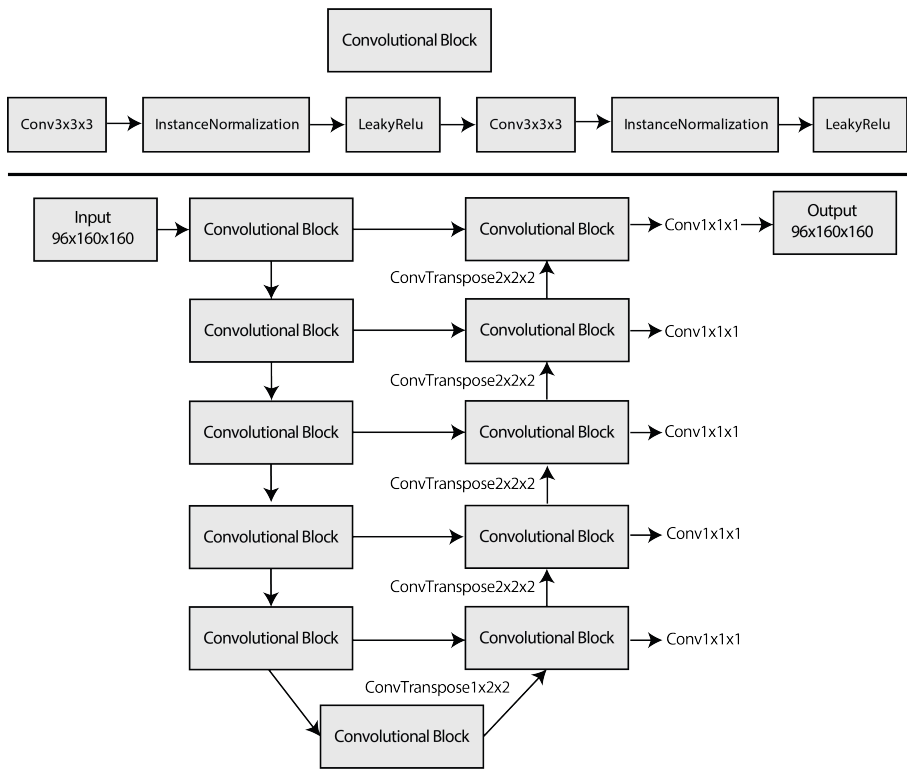 Convolutional Block
Conv3x3x3
InstanceNormalization
LeakyRelu
Conv3x3x3
InstanceNormalization
LeakyRelu
Input
96x160x160
Convolutional Block
Convolutional Block
Conv1x1x1
Output
96x160x160
ConvTranspose2x2x2
Convolutional Block
Convolutional Block
Conv1x1x1
ConvTranspose2x2x2
Convolutional Block
Convolutional Block
Conv1x1x1
ConvTranspose2x2x2
Convolutional Block
Convolutional Block
Conv1x1x1
ConvTranspose2x2x2
Convolutional Block
Convolutional Block
Conv1x1x1
ConvTranspose1x2x2
Convolutional Block